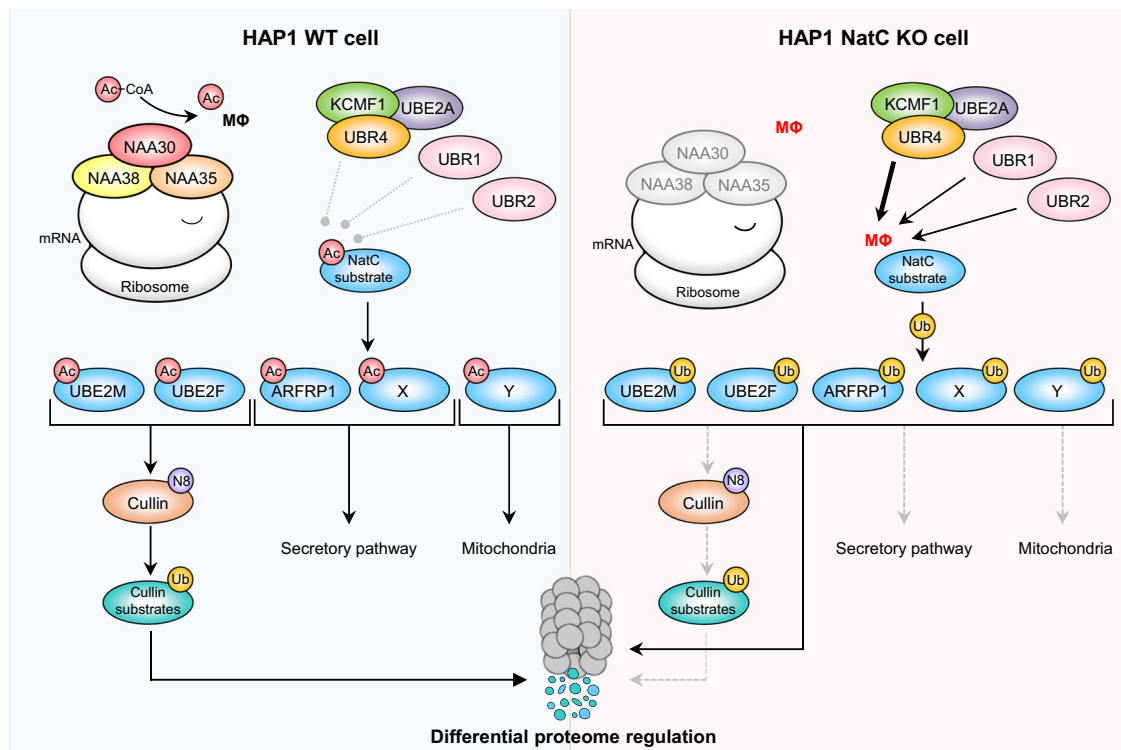 HAP1 WT cell
Ac-CoA
Ac
MΦ
NAA30
NAA38
NAA35
mRNA
Ribosome
KCMF1
UBE2A
UBR4
UBR1
UBR2
Ac
NatC
substrate
Ac
UBE2M
Ac
UBE2F
Ac
ARFRP1
Ac
X
Ac
Y
N8
Cullin
Secretory pathway
Mitochondria
Ub
Cullin
substrates
HAP1 NatC KO cell
MΦ
NAA30
NAA38
NAA35
mRNA
Ribosome
KCMF1
UBE2A
UBR4
UBR1
UBR2
MΦ
NatC
substrate
Ub
Ub
UBE2M
Ub
UBE2F
Ub
ARFRP1
Ub
X
Ub
Y
N8
Cullin
Secretory pathway
Mitochondria
Ub
Cullin
substrates
Differential proteome regulation